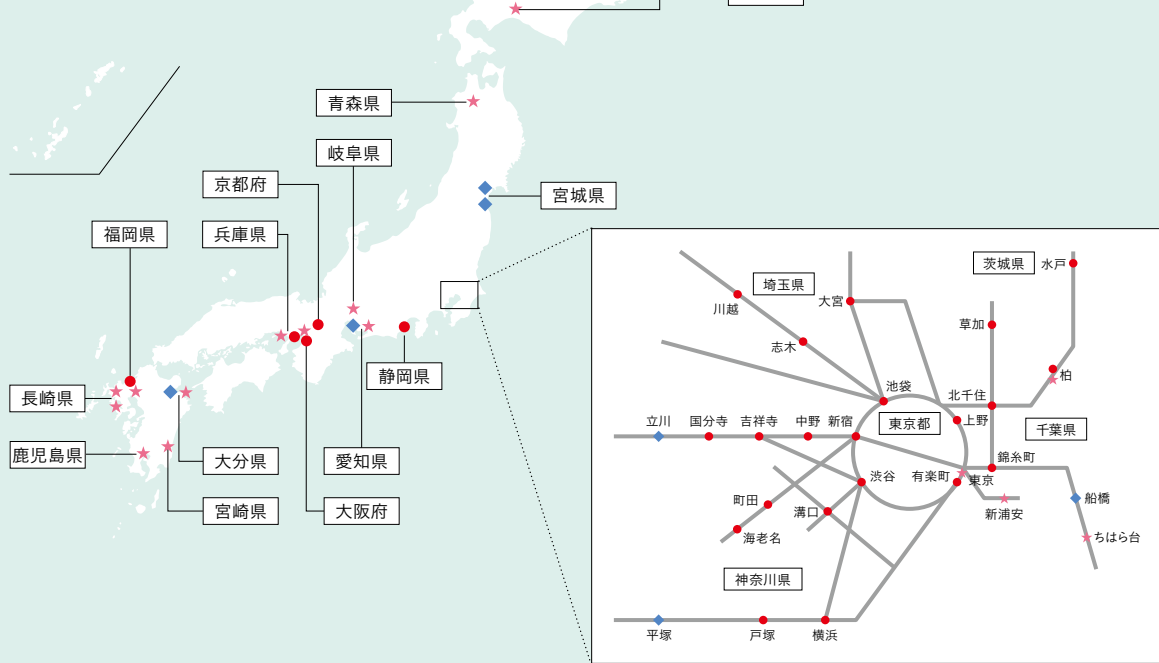 青森県
岐阜県
京都府
宮城県
福岡県
兵庫県
静岡県
長崎県
鹿児島県
大分県
愛知県
宮崎県
大阪府
茨城県
水戸
埼玉県
川越
大宮
草加
志木
柏
池袋
北千住
立川
国分寺
吉祥寺
中野
新宿
東京都
上野
千葉県
錦糸町
渋谷
有楽町
東京
町田
溝口
新浦安
船橋
海老名
ちはら台
神奈川県
平塚
戸塚
横浜